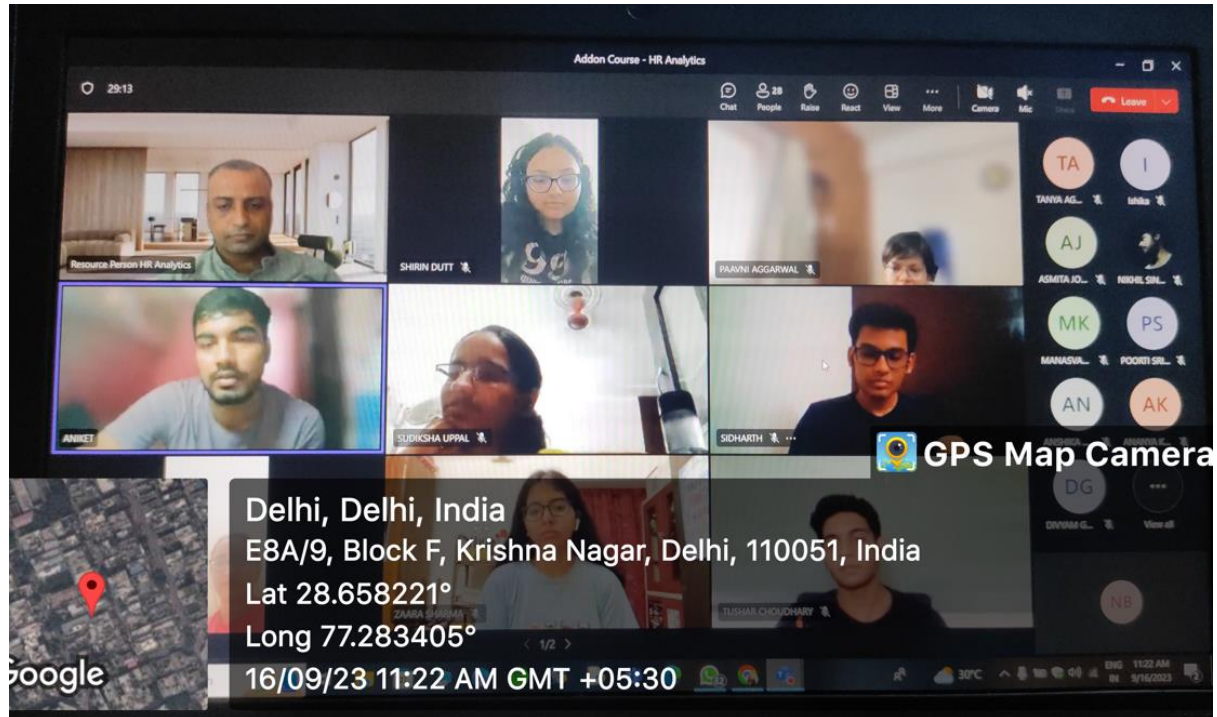 Addon Course - HR Analytics
29:13
28
Chat People Raise React View More Camera Mic Leave
Resource Person HR Analytics
SHIRIN DUTT
PAAVNI AGGARWAL
TA
I
TANYA AG...
Ishika
AJ
ASMITA JO...
NIKHIL SIN...
MK
PS
MANASVA...
POORTI SRI...
ANIKET
SUDIKSHA UPPAL
SIDHARTH
AN
AK
ANSHIKA
ANANYA K...
GPS Map Camera
DG
DIVYAM G...
View all
ZAARA SHARMA
TUSHAR CHOUDHARY
NB
1/2
Delhi, Delhi, India
E8A/9, Block F, Krishna Nagar, Delhi, 110051, India
Lat 28.658221°
Long 77.283405°
16/09/23 11:22 AM GMT +05:30
Google
30°C
ENG
IN
11:22 AM
9/16/2023